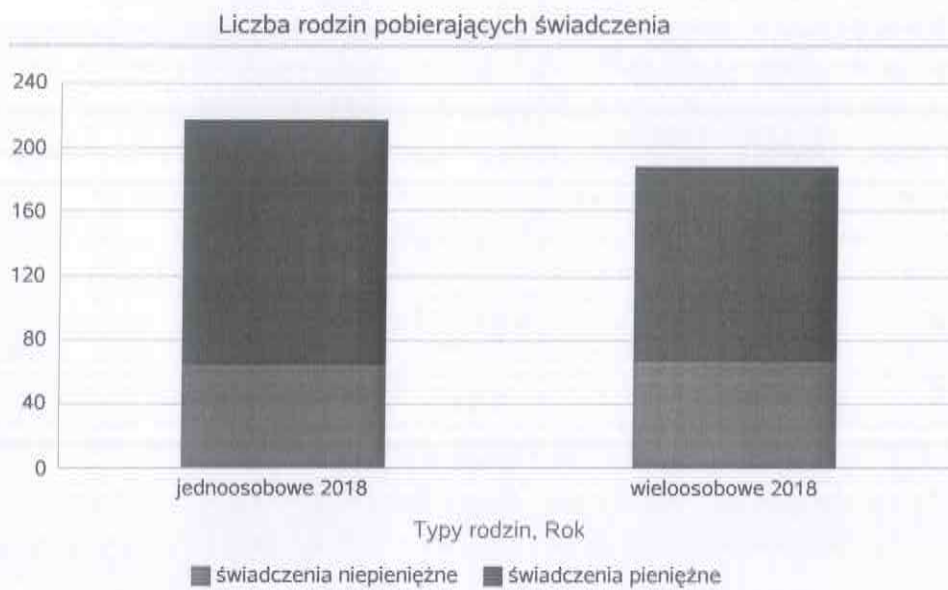 Liczba rodzin pobierających świadczenia
240
200
160
120
80
40
0
jednoosobowe 2018
wieloosobowe 2018
Typy rodzin, Rok
świadczenia niepieniężne
świadczenia pieniężne